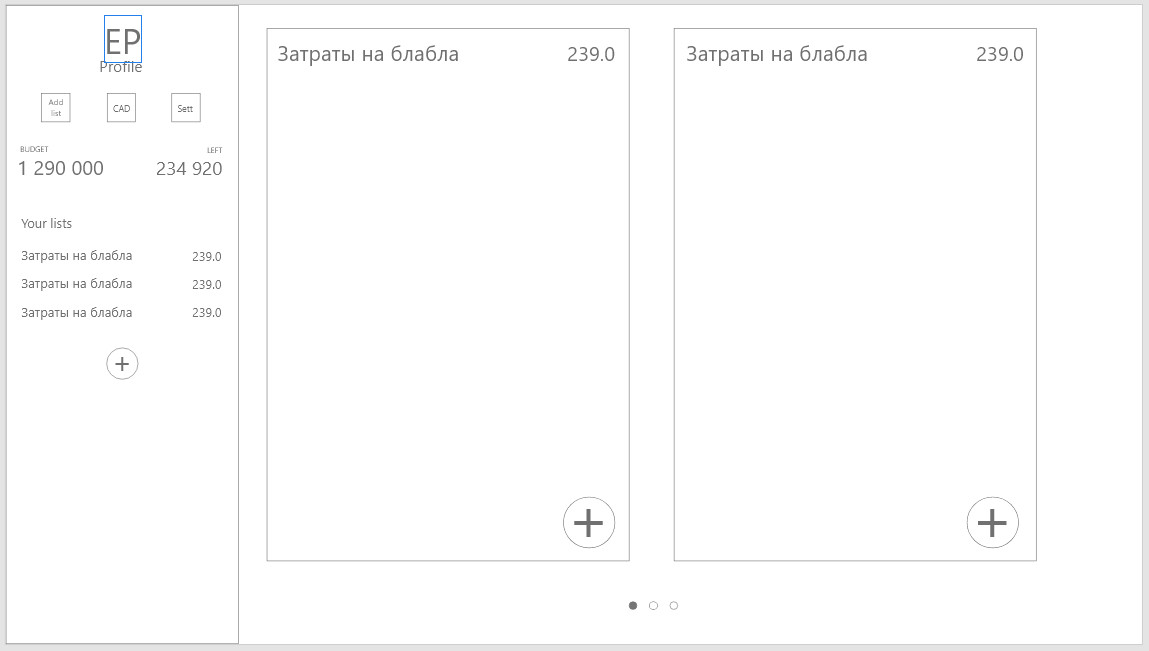 EP
Profile
Add
list
CAD
Sett
BUDGET
LEFT
1 290 000
234 920
Your lists
Затраты на блабла 239.0
Затраты на блабла 239.0
Затраты на блабла 239.0
+
Затраты на блабла 239.0
+
Затраты на блабла 239.0
+